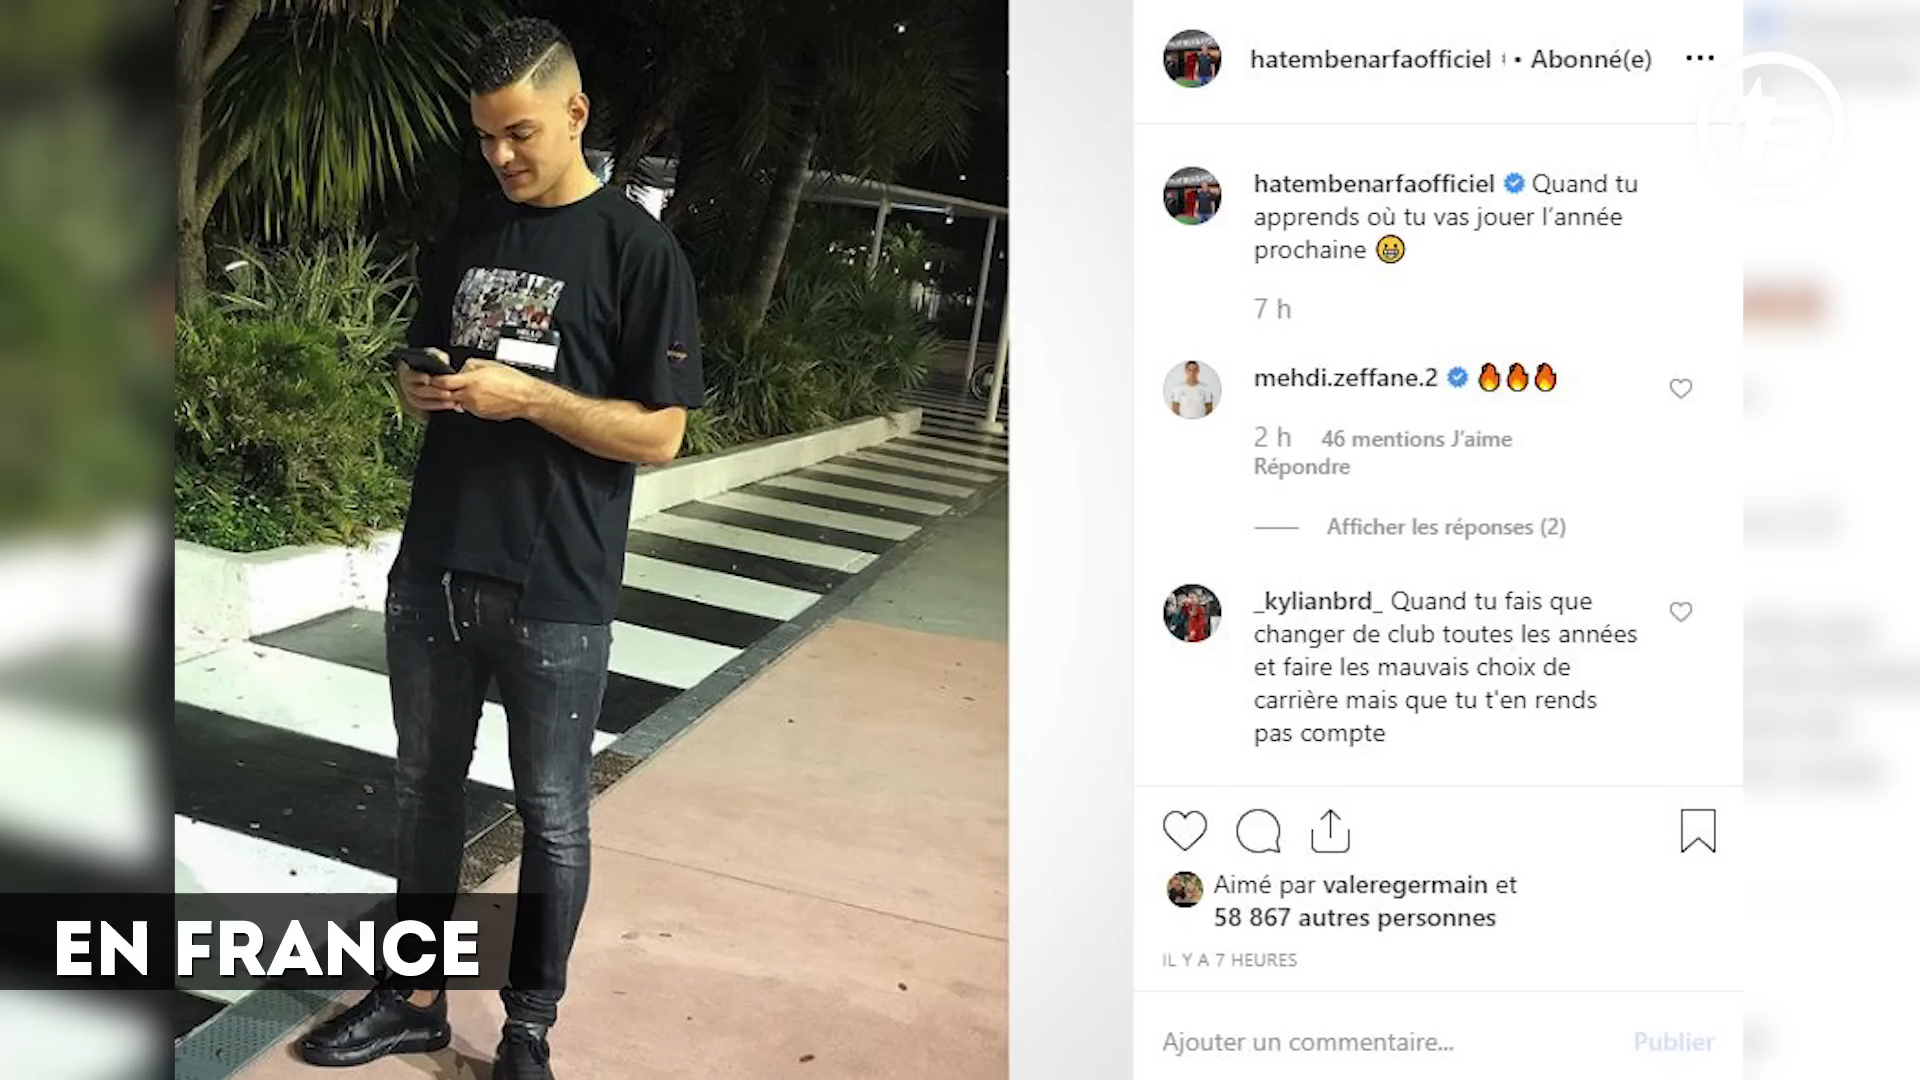 hatembenarfaofficiel • Abonné(e)
hatembenarfaofficiel Quand tu
apprends où tu vas jouer l’année
prochaine 😀
7 h
mehdi.zeffane.2 🔥🔥🔥
2 h 46 mentions J’aime
Répondre
Afficher les réponses (2)
_kylianbrd_ Quand tu fais que
changer de club toutes les années
et faire les mauvais choix de
carrière mais que tu t'en rends
pas compte
Aimé par valeregermain et
58 867 autres personnes
IL Y A 7 HEURES
Ajouter un commentaire...
Publier
HELLO
EN FRANCE